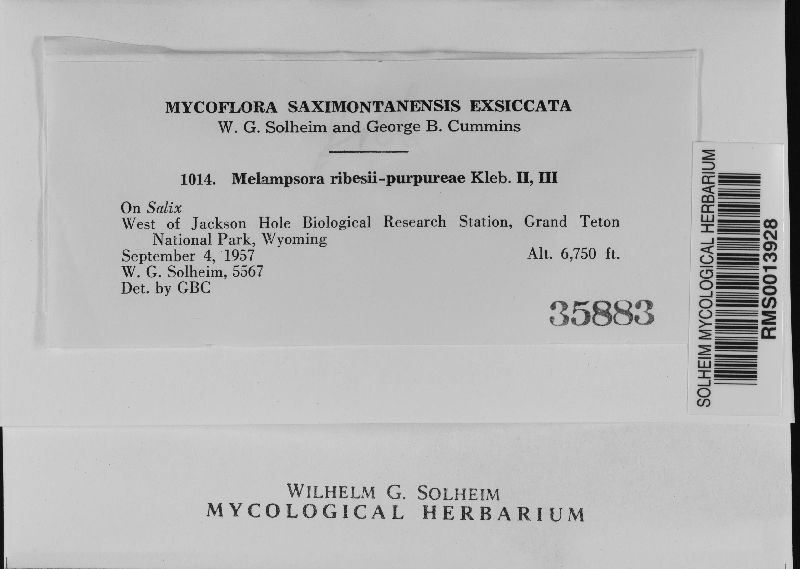 MYCOFLORA SAXIMONTANENSIS EXSICCATA
W. G. Solheim and George B. Cummins
1014. Melampsora ribesii-purpureae Kleb. II, III
On Salix
West of Jackson Hole Biological Research Station, Grand Teton
National Park, Wyoming
September 4, 1957 Alt. 6,750 ft.
W. G. Solheim, 5567
Det. by GBC
35883
SOLHEIM MYCOLOGICAL HERBARIUM
RMS0013928
WILHELM G. SOLHEIM
MYCOLOGICAL HERBARIUM